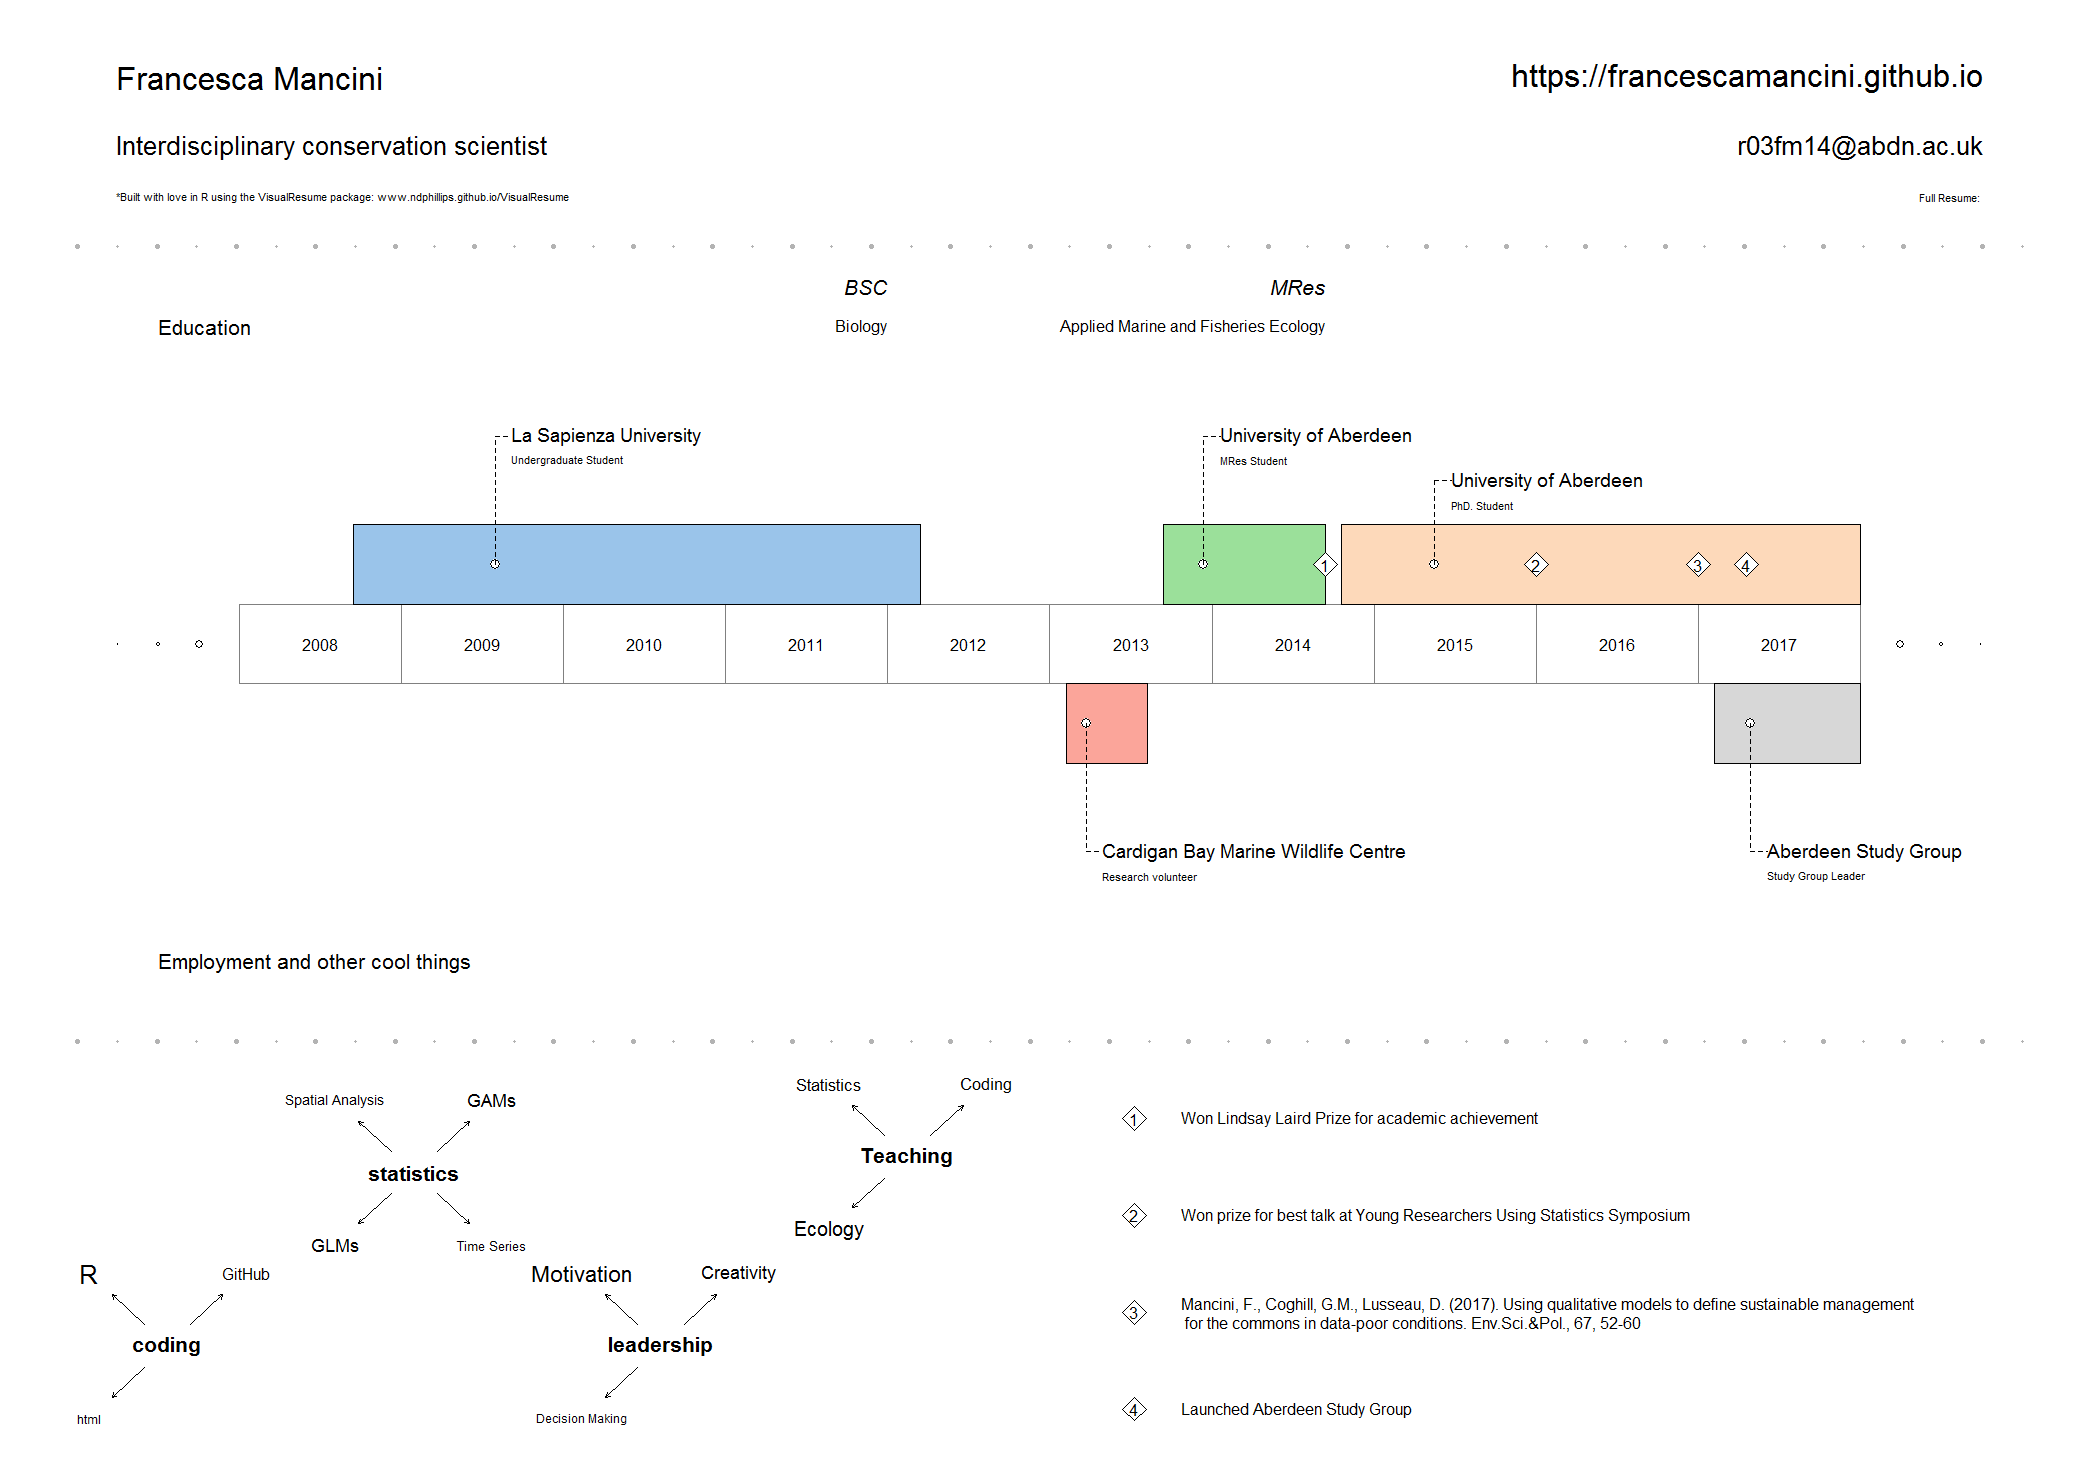 Francesca Mancini
https://francescamancini.github.io
Interdisciplinary conservation scientist
r03fm14@abdn.ac.uk
*Built with love in R using the VisualResume package: www.ndphillips.github.io/VisualResume
Full Resume:
BSC
MRes
Education
Biology
Applied Marine and Fisheries Ecology
La Sapienza University
Undergraduate Student
University of Aberdeen
MRes Student
University of Aberdeen
PhD. Student
1
2
3
4
2008
2009
2010
2011
2012
2013
2014
2015
2016
2017
Cardigan Bay Marine Wildlife Centre
Research volunteer
Aberdeen Study Group
Study Group Leader
Employment and other cool things
Spatial Analysis
GAMs
statistics
GLMs
Time Series
R
GitHub
coding
html
Motivation
Creativity
leadership
Decision Making
Statistics
Coding
Teaching
Ecology
1 Won Lindsay Laird Prize for academic achievement
2 Won prize for best talk at Young Researchers Using Statistics Symposium
3 Mancini, F., Coghill, G.M., Lusseau, D. (2017). Using qualitative models to define sustainable management
for the commons in data-poor conditions. Env.Sci.&Pol., 67, 52-60
4 Launched Aberdeen Study Group